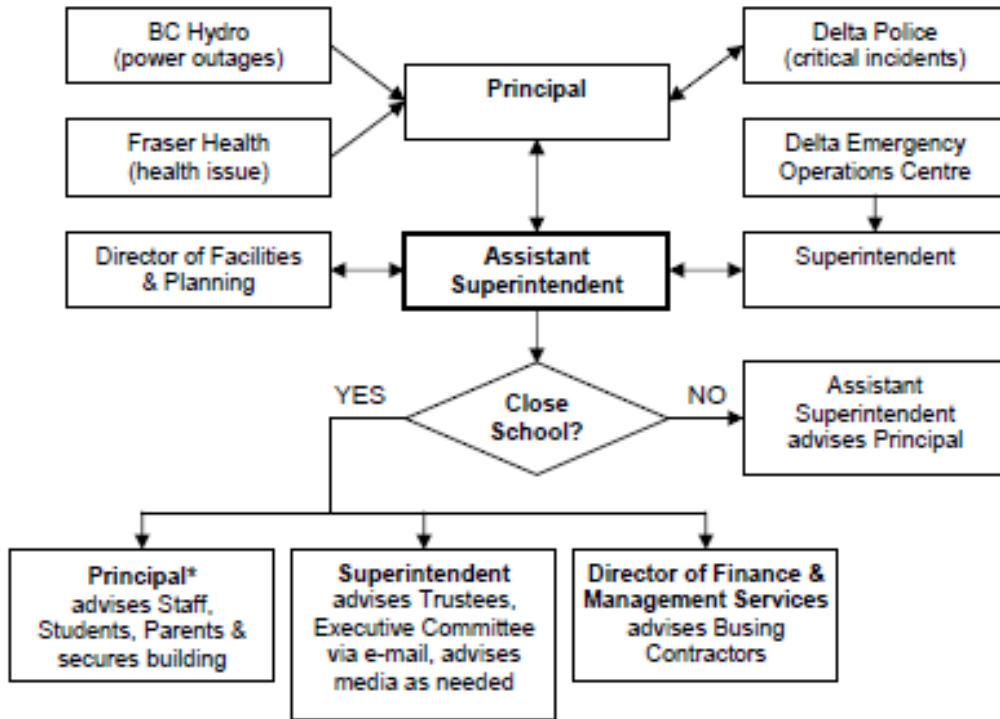 BC Hydro
(power outages)
Delta Police
(critical incidents)
Principal
Fraser Health
(health issue)
Delta Emergency
Operations Centre
Director of Facilities
& Planning
Assistant
Superintendent
Superintendent
YES
Close
School?
NO
Assistant
Superintendent
advises Principal
Principal*
advises Staff,
Students, Parents &
secures building
Superintendent
advises Trustees,
Executive Committee
via e-mail, advises
media as needed
Director of Finance &
Management Services
advises Busing
Contractors